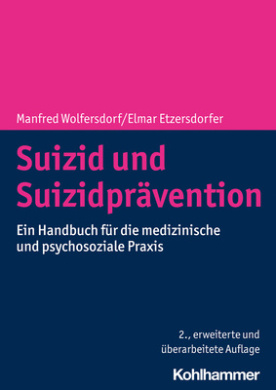 Manfred Wolfersdorf/Elmar Etzersdorfer
Suizid und
Suizidprävention
Ein Handbuch für die medizinische
und psychosoziale Praxis
2., erweiterte und
überarbeitete Auflage
Kohlhammer